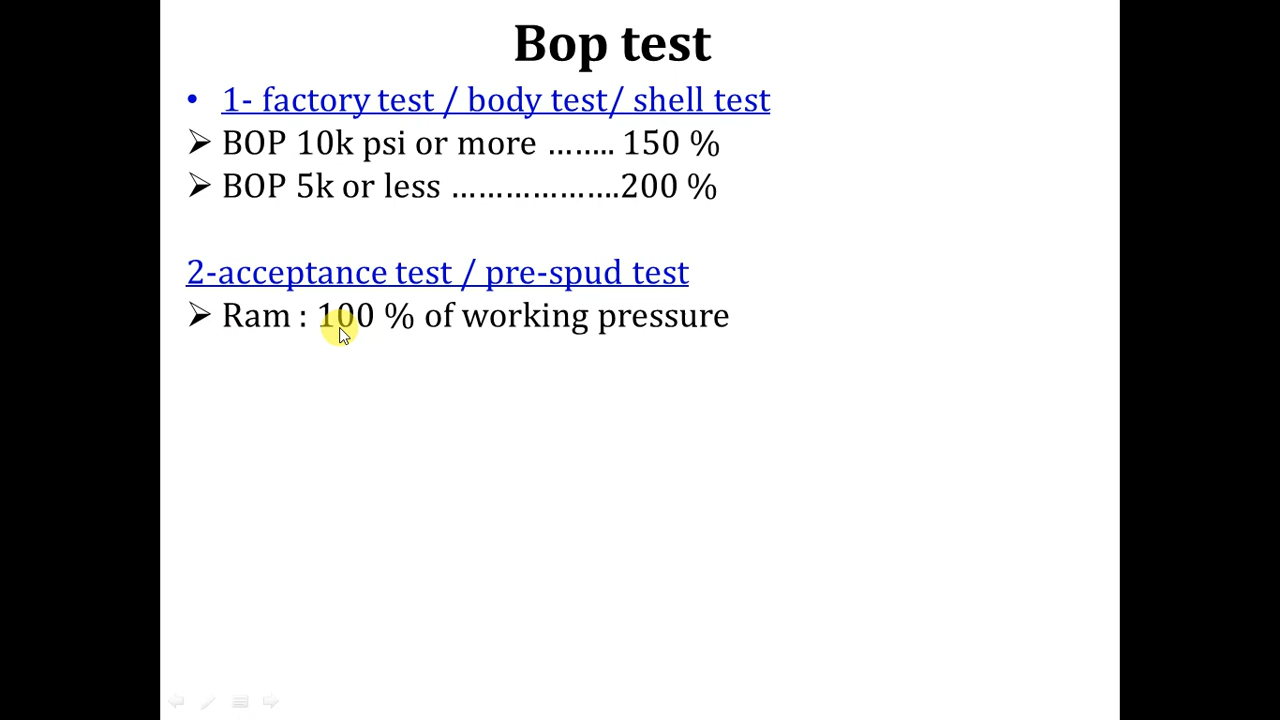 Bop test
• 1- factory test / body test/ shell test
➢ BOP 10k psi or more …….. 150 %
➢ BOP 5k or less ……………….200 %
2-acceptance test / pre-spud test
➢ Ram : 100 % of working pressure